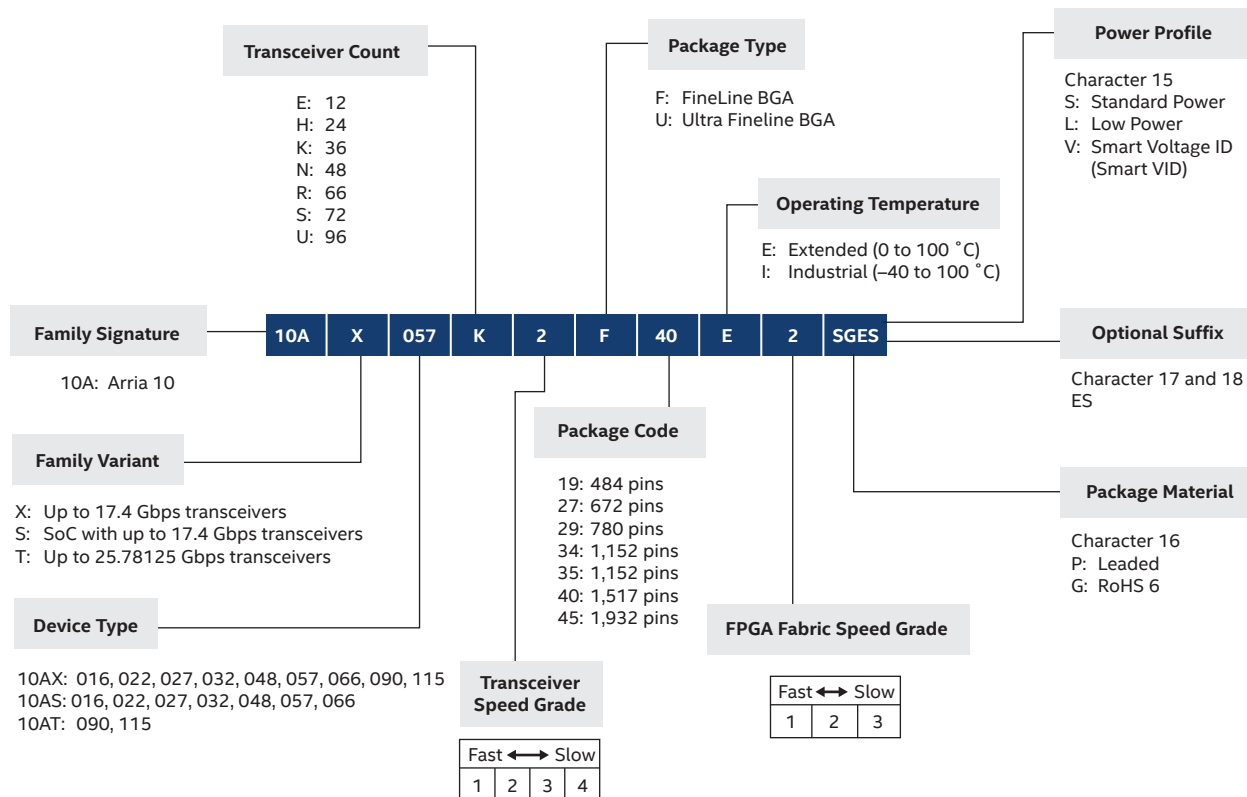 Transceiver Count
E: 12
H: 24
K: 36
N: 48
R: 66
S: 72
U: 96
Package Type
F: FineLine BGA
U: Ultra Fineline BGA
Power Profile
Character 15
S: Standard Power
L: Low Power
V: Smart Voltage ID
(Smart VID)
Operating Temperature
E: Extended (0 to 100 ˚C)
I: Industrial (–40 to 100 ˚C)
Family Signature
10A: Arria 10
10A X 057 K 2 F 40 E 2 SGES
Optional Suffix
Character 17 and 18
ES
Family Variant
X: Up to 17.4 Gbps transceivers
S: SoC with up to 17.4 Gbps transceivers
T: Up to 25.78125 Gbps transceivers
Package Code
19: 484 pins
27: 672 pins
29: 780 pins
34: 1,152 pins
35: 1,152 pins
40: 1,517 pins
45: 1,932 pins
Package Material
Character 16
P: Leaded
G: RoHS 6
Device Type
10AX: 016, 022, 027, 032, 048, 057, 066, 090, 115
10AS: 016, 022, 027, 032, 048, 057, 066
10AT: 090, 115
Transceiver
Speed Grade
Fast ↔ Slow
1 2 3 4
FPGA Fabric Speed Grade
Fast ↔ Slow
1 2 3